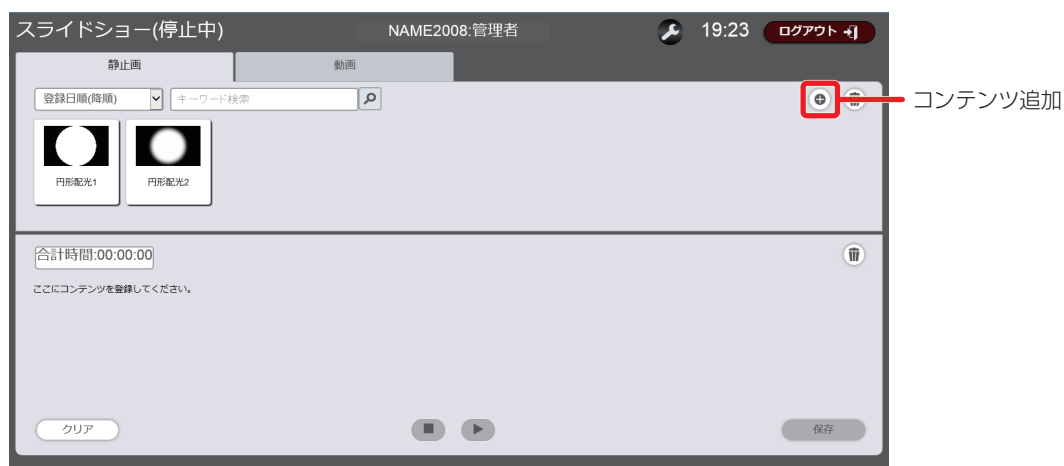 スライドショー(停止中) NAME2008:管理者 19:23 ログアウト
静止画 動画
登録日順(降順) キーワード検索
コンテンツ追加
円形配光1 円形配光2
合計時間:00:00:00
ここにコンテンツを登録してください。
クリア 保存